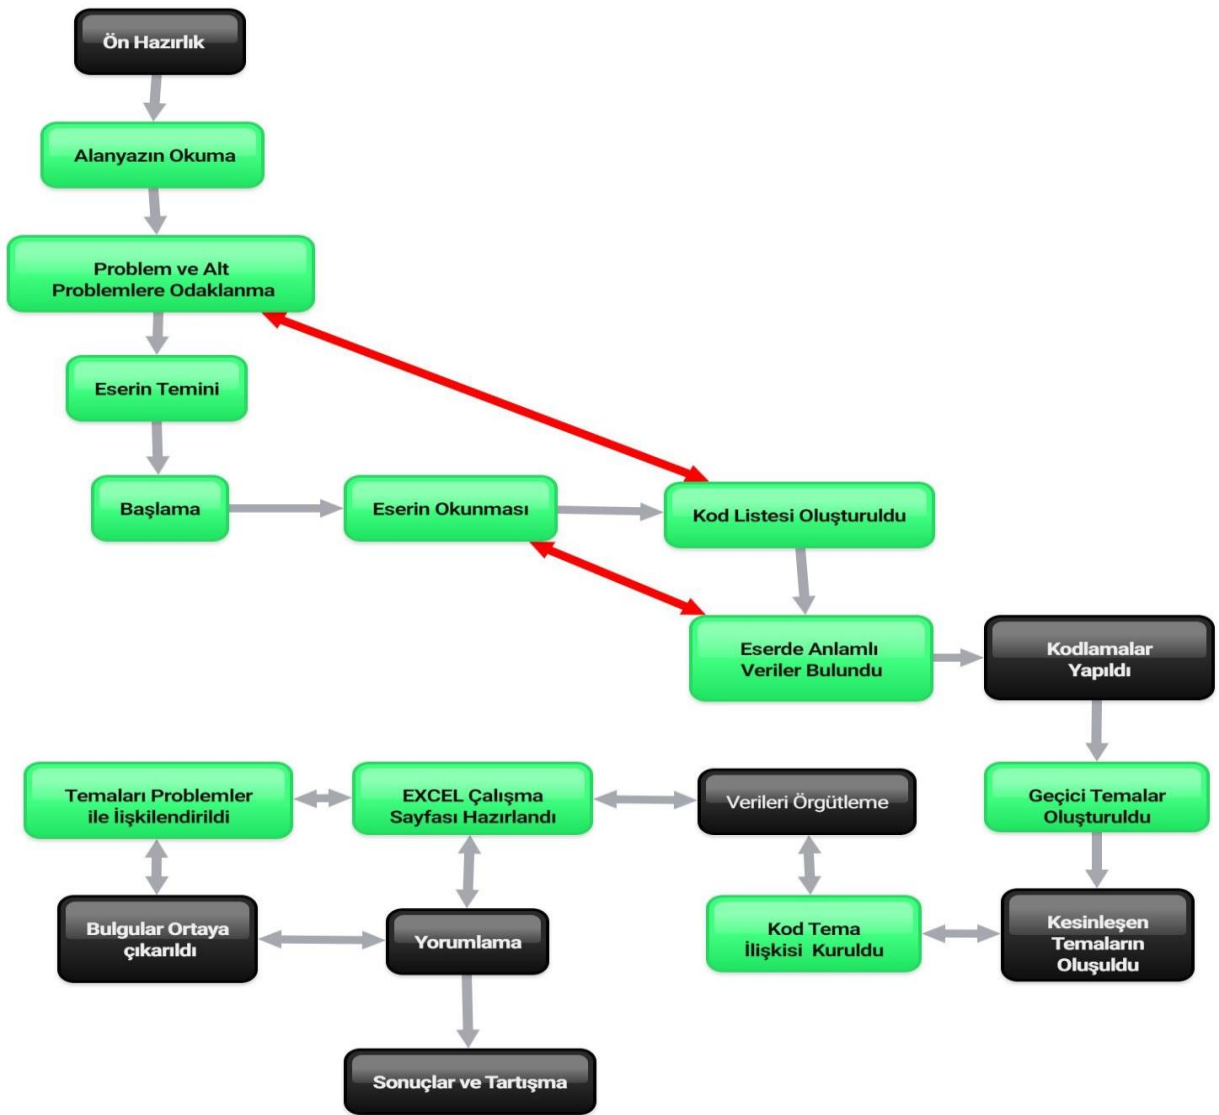 Ön Hazırlık
Alanyazın Okuma
Problem ve Alt
Problemlere Odaklanma
Eserin Temini
Başlama
Eserin Okunması
Kod Listesi Oluşturuldu
Eserde Anlamlı
Veriler Bulundu
Kodlamalar
Yapıldı
Temaları Problemler
ile İlişkilendirildi
EXCEL Çalışma
Sayfası Hazırlandı
Verileri Örgütleme
Geçici Temalar
Oluşturuldu
Bulgular Ortaya
çıkarıldı
Yorumlama
Kod Tema
İlişkisi Kuruldu
Kesinleşen
Temaların
Oluşuldu
Sonuçlar ve Tartışma